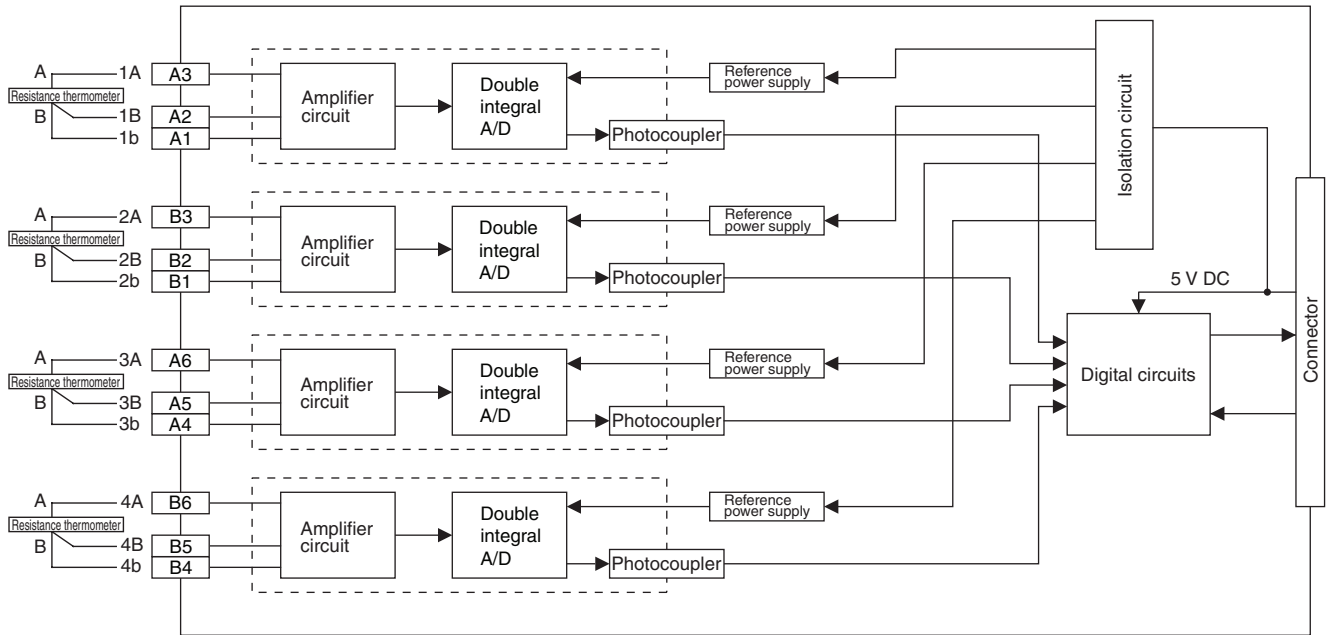 A
1A
A3
Resistance thermometer
B
1B
A2
1b
A1
Amplifier
circuit
Double
integral
A/D
Reference
power supply
Photocoupler
A
2A
B3
Resistance thermometer
B
2B
B2
2b
B1
Amplifier
circuit
Double
integral
A/D
Reference
power supply
Photocoupler
A
3A
A6
Resistance thermometer
B
3B
A5
3b
A4
Amplifier
circuit
Double
integral
A/D
Reference
power supply
Photocoupler
A
4A
B6
Resistance thermometer
B
4B
B5
4b
B4
Amplifier
circuit
Double
integral
A/D
Reference
power supply
Photocoupler
Isolation circuit
5 V DC
Digital circuits
Connector